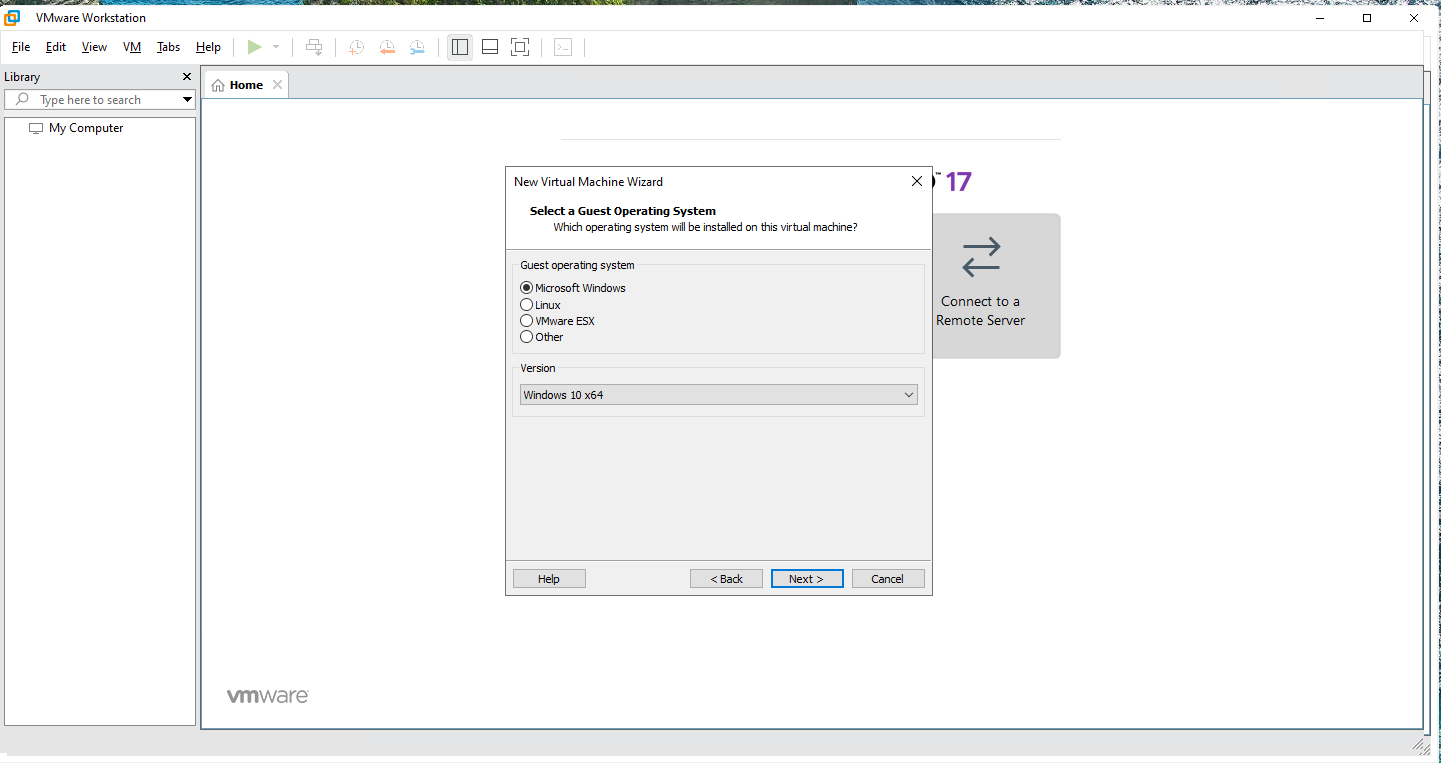 VMware Workstation
File Edit View VM Tabs Help
Library
Type here to search
My Computer
Home
™ 17
New Virtual Machine Wizard
Select a Guest Operating System
Which operating system will be installed on this virtual machine?
Guest operating system
Microsoft Windows
Linux
VMware ESX
Other
Version
Windows 10 x64
Help
< Back
Next >
Cancel
Connect to a
Remote Server
vmware